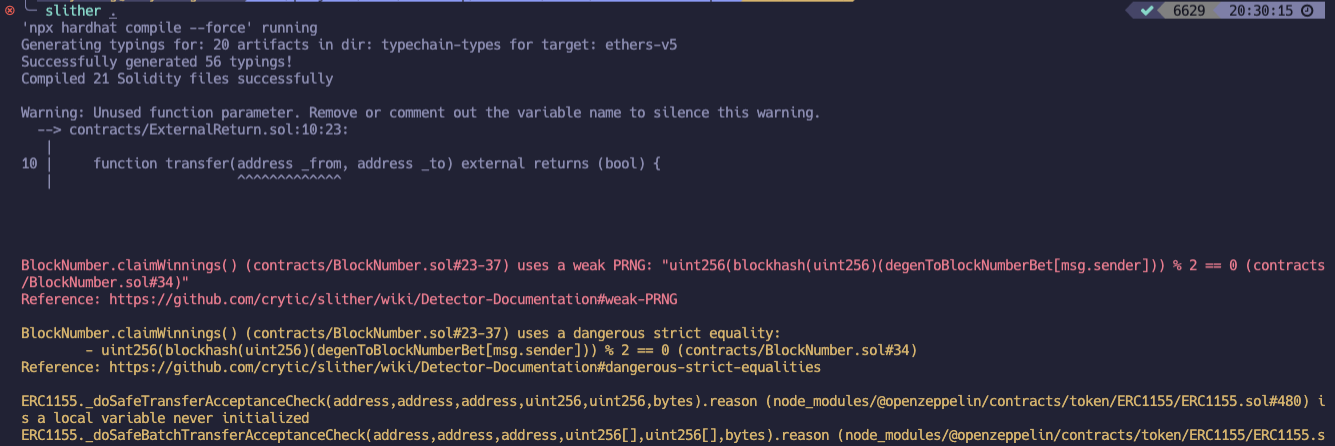 slither .
✔ 6629 20:30:15
'npx hardhat compile --force' running
Generating typings for: 20 artifacts in dir: typechain-types for target: ethers-v5
Successfully generated 56 typings!
Compiled 21 Solidity files successfully
Warning: Unused function parameter. Remove or comment out the variable name to silence this warning.
--> contracts/ExternalReturn.sol:10:23:
|
10 |     function transfer(address _from, address _to) external returns (bool) {
|                       ^^^^^^^^^^^^^
BlockNumber.claimWinnings() (contracts/BlockNumber.sol#23-37) uses a weak PRNG: "uint256(blockhash(uint256)(degenToBlockNumberBet[msg.sender])) % 2 == 0 (contracts
/BlockNumber.sol#34)"
Reference: https://github.com/crytic/slither/wiki/Detector-Documentation#weak-PRNG
BlockNumber.claimWinnings() (contracts/BlockNumber.sol#23-37) uses a dangerous strict equality:
- uint256(blockhash(uint256)(degenToBlockNumberBet[msg.sender])) % 2 == 0 (contracts/BlockNumber.sol#34)
Reference: https://github.com/crytic/slither/wiki/Detector-Documentation#dangerous-strict-equalities
ERC1155._doSafeTransferAcceptanceCheck(address,address,address,uint256,uint256,bytes).reason (node_modules/@openzeppelin/contracts/token/ERC1155/ERC1155.sol#480) i
s a local variable never initialized
ERC1155._doSafeBatchTransferAcceptanceCheck(address,address,address,uint256[],uint256[],bytes).reason (node_modules/@openzeppelin/contracts/token/ERC1155/ERC1155.s